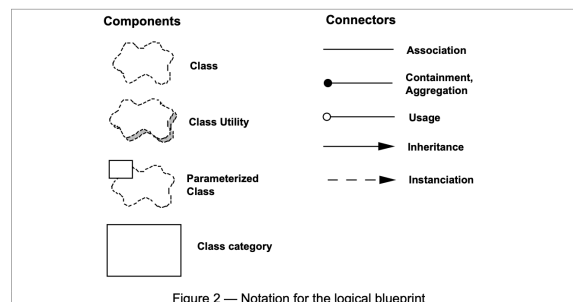 Components
Class
Class Utility
Parameterized
Class
Class category
Connectors
Association
Containment,
Aggregation
Usage
Inheritance
Instanciation
Figure 2 — Notation for the logical blueprint